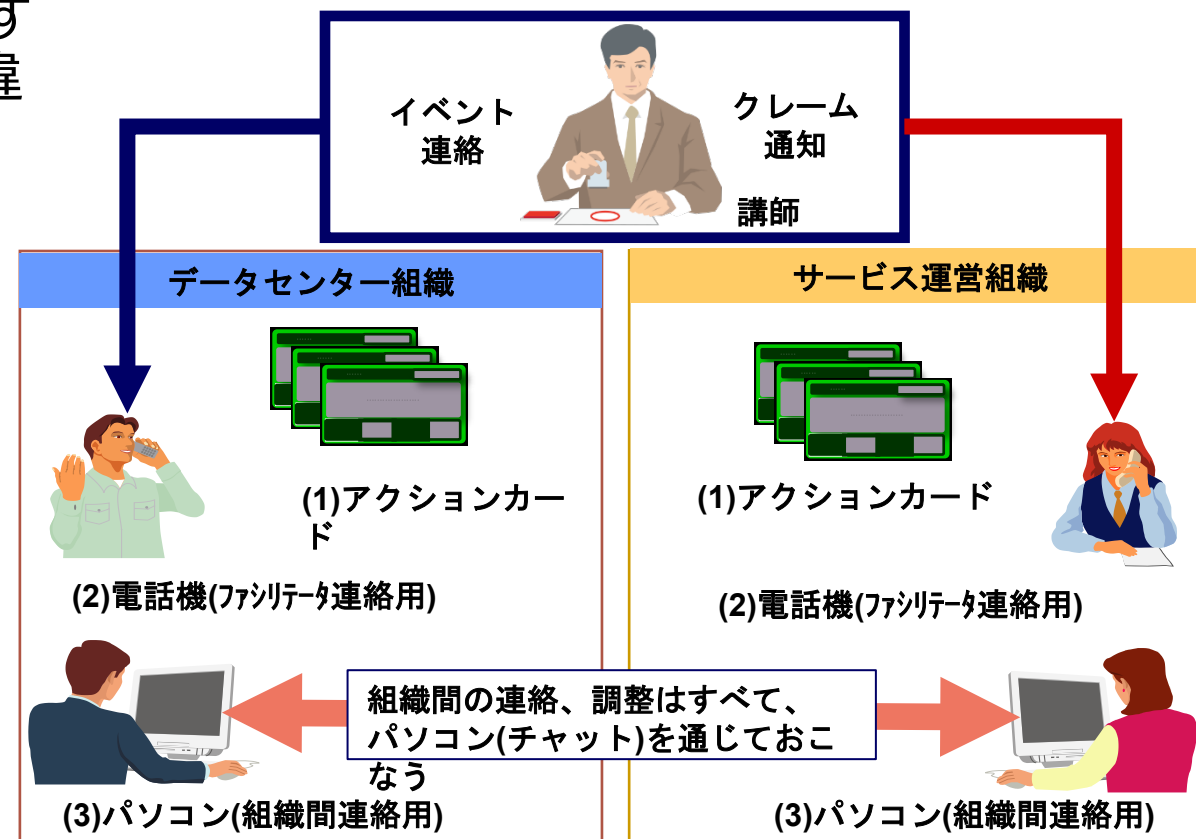 す
違
イベント
連絡
クレーム
通知
講師
データセンター組織
サービス運営組織
(1)アクションカー
ド
(1)アクションカード
(2)電話機(ﾌｧｼﾘﾃｰﾀ連絡用)
(2)電話機(ﾌｧｼﾘﾃｰﾀ連絡用)
組織間の連絡、調整はすべて、
パソコン(チャット)を通じておこ
なう
(3)パソコン(組織間連絡用)
(3)パソコン(組織間連絡用)